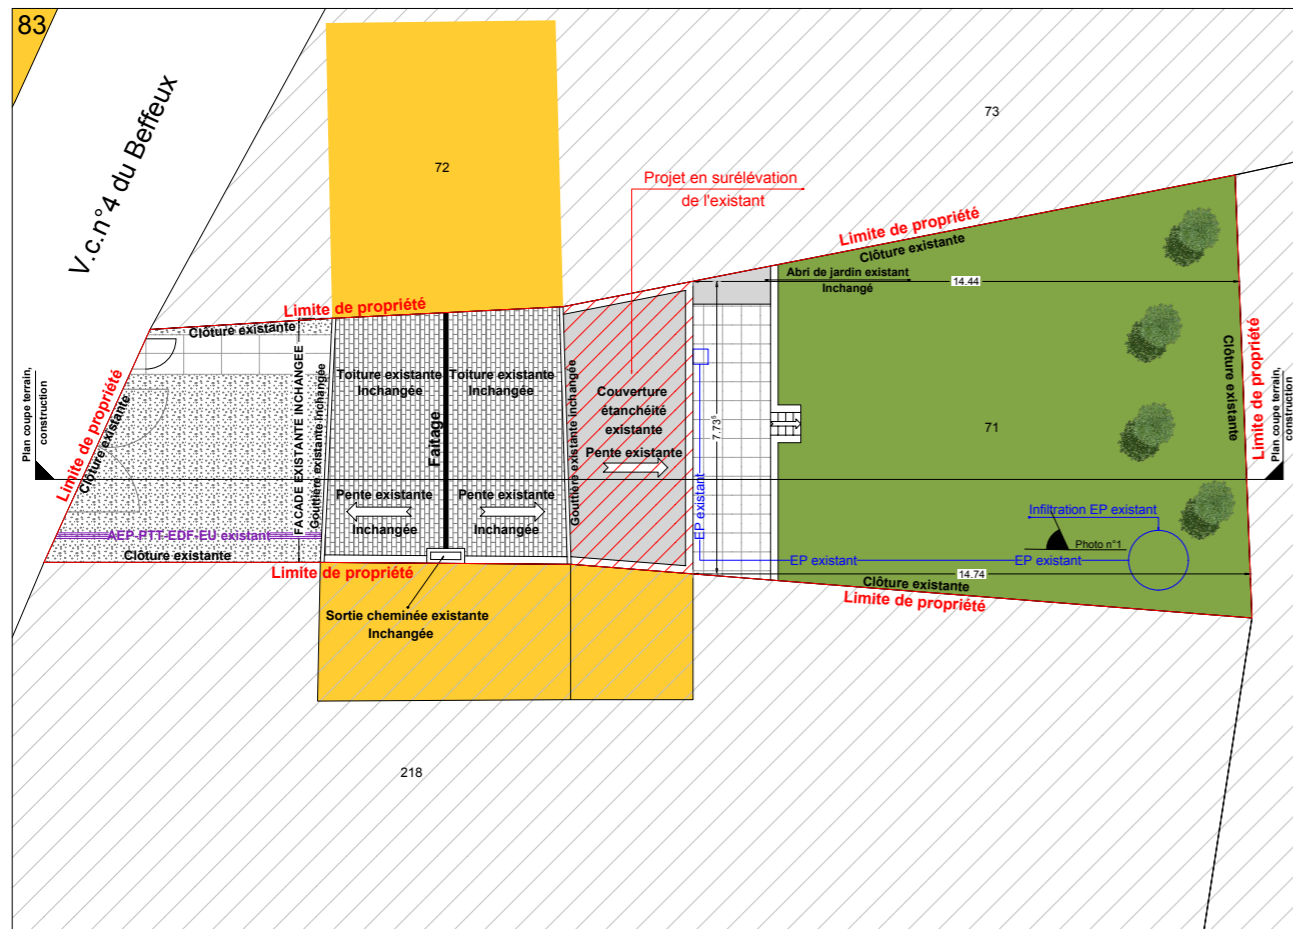 83
V.c.n°4 du Beffeux
72
73
Projet en surélévation
de l'existant
Limite de propriété
Clôture existante
Abri de jardin existant
Inchangé
14.44
Limite de propriété
Clôture existante
Plan coupe terrain,
construction
Limite de propriété
Clôture existante
FACADE EXISTANTE INCHANGEE
Gouttière existante Inchangée
Toiture existante
Inchangée
Faîtage
Toiture existante
Inchangée
Gouttière existante Inchangée
Couverture
étanchéité
existante
Pente existante
7.73⁵
71
Clôture existante
Limite de propriété
Plan coupe terrain,
construction
Pente existante
Inchangée
Pente existante
Inchangée
EP existant
AEP-PTT-EDF-EU existant
Clôture existante
Limite de propriété
Infiltration EP existant
Photo n°1
EP existant
EP existant
14.74
Clôture existante
Limite de propriété
Sortie cheminée existante
Inchangée
218